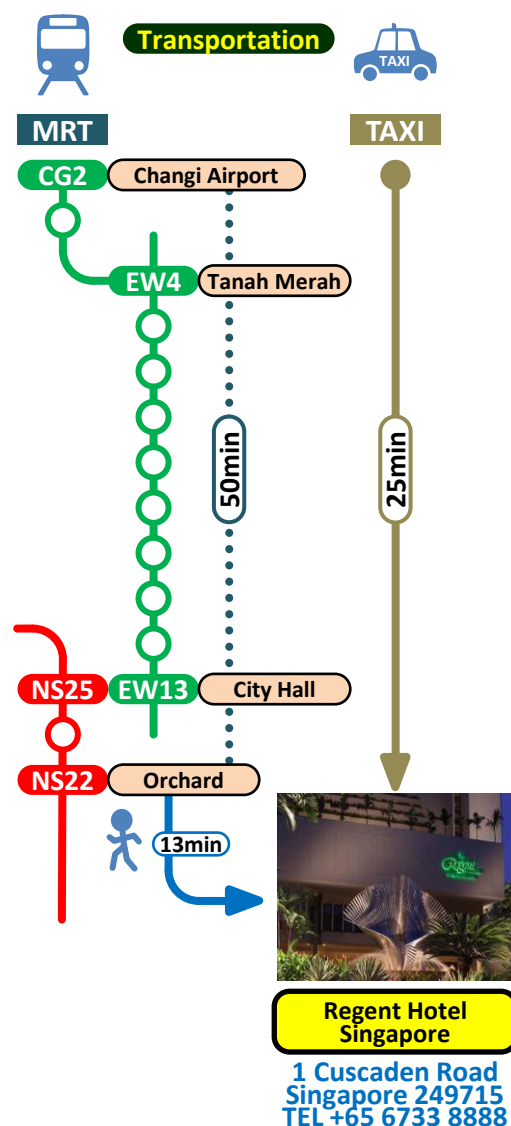 Transportation
TAXI
MRT
TAXI
CG2
Changi Airport
EW4
Tanah Merah
50min
25min
NS25
EW13
City Hall
NS22
Orchard
13min
Regent
Regent Hotel
Singapore
1 Cuscaden Road
Singapore 249715
TEL +65 6733 8888